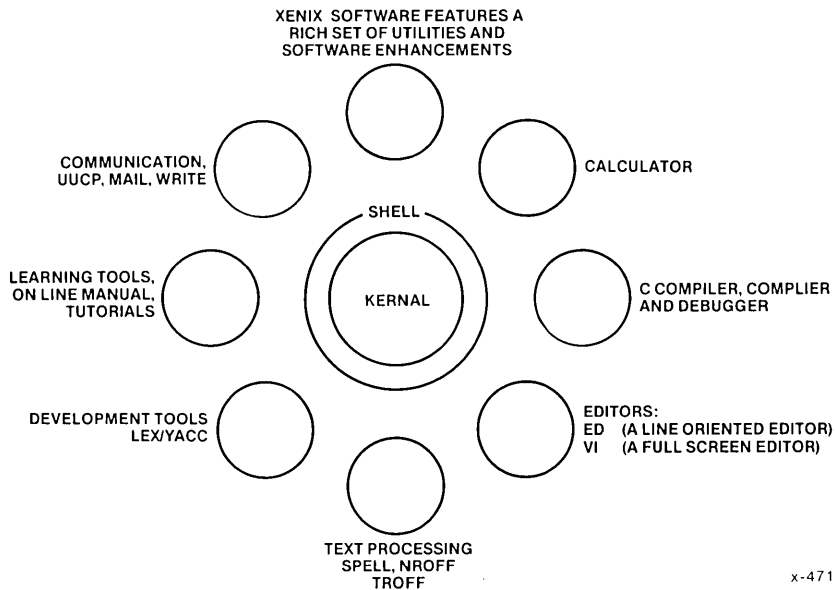 XENIX SOFTWARE FEATURES A
RICH SET OF UTILITIES AND
SOFTWARE ENHANCEMENTS
COMMUNICATION,
UUCP, MAIL, WRITE
CALCULATOR
SHELL
KERNAL
LEARNING TOOLS,
ON LINE MANUAL,
TUTORIALS
C COMPILER, COMPLIER
AND DEBUGGER
DEVELOPMENT TOOLS
LEX/YACC
EDITORS:
ED (A LINE ORIENTED EDITOR)
VI (A FULL SCREEN EDITOR)
TEXT PROCESSING
SPELL, NROFF
TROFF
x-471